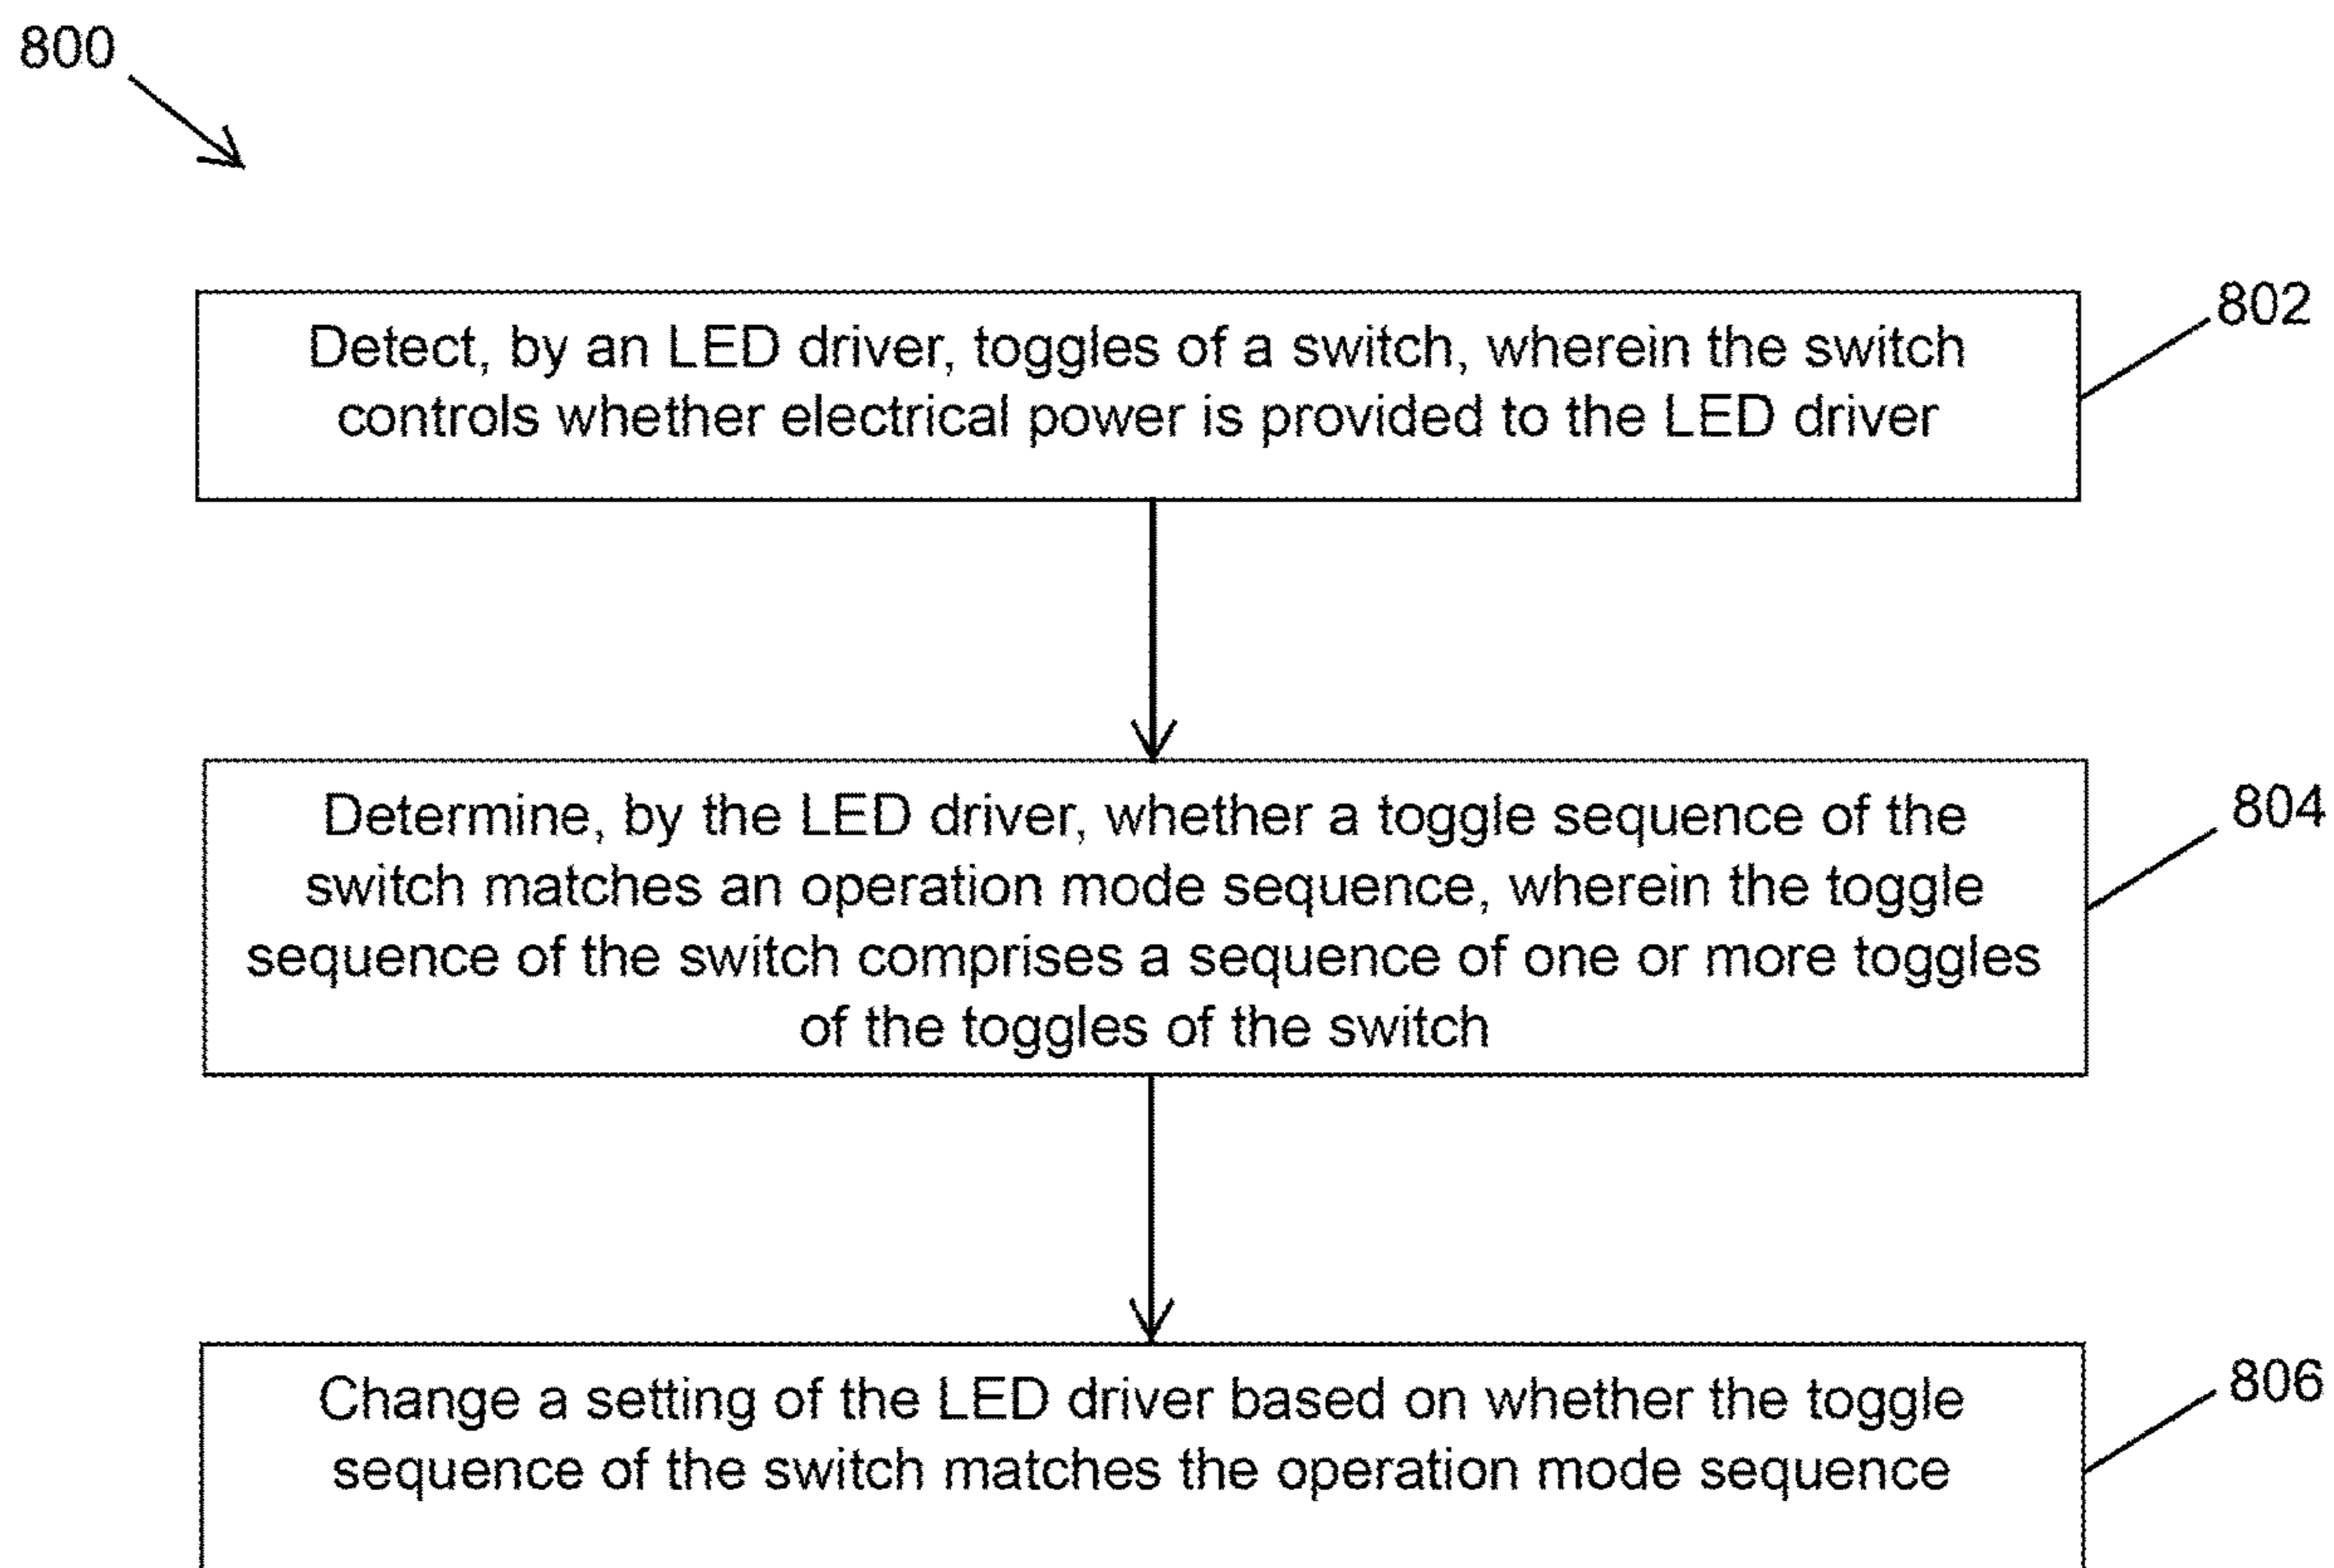 800
802
Detect, by an LED driver, toggles of a switch, wherein the switch
controls whether electrical power is provided to the LED driver
804
Determine, by the LED driver, whether a toggle sequence of the
switch matches an operation mode sequence, wherein the toggle
sequence of the switch comprises a sequence of one or more toggles
of the toggles of the switch
806
Change a setting of the LED driver based on whether the toggle
sequence of the switch matches the operation mode sequence